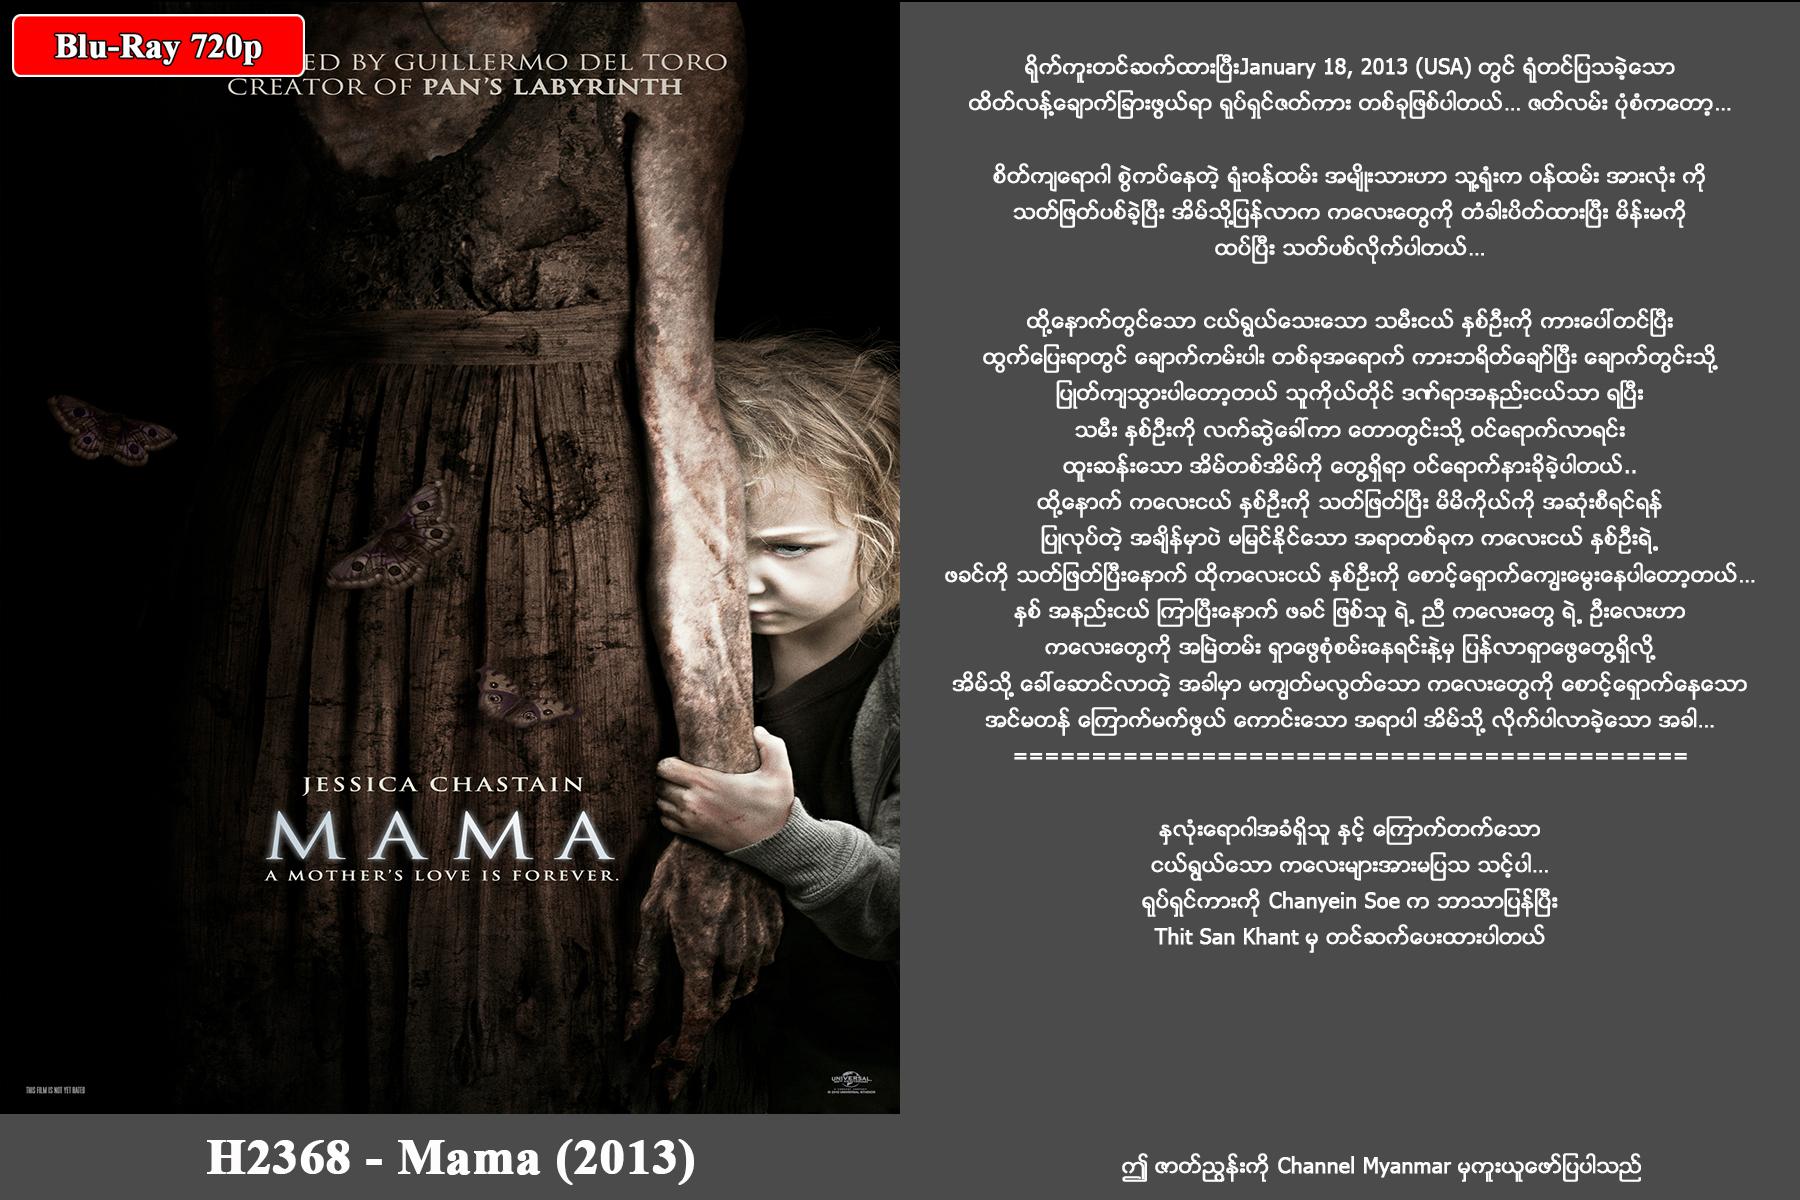 Blu-Ray 720p
ED BY GUILLERMO DEL TORO
CREATOR OF PAN'S LABYRINTH
JESSICA CHASTAIN
MAMA
A MOTHER'S LOVE IS FOREVER.
THIS FILM IS NOT YET RATED
UNIVERSAL
H2368 - Mama (2013)
ရိုက်ကူးတင်ဆက်ထားပြီးJanuary 18, 2013 (USA) တွင် ရုံတင်ပြသခဲ့သော
ထိတ်လန့်ချောက်ခြားဖွယ်ရာ ရုပ်ရှင်ဇတ်ကား တစ်ခုဖြစ်ပါတယ်... ဇတ်လမ်း ပုံစံကတော့...
စိတ်ကျရောဂါ စွဲကပ်နေတဲ့ ရုံးဝန်ထမ်း အမျိုးသားဟာ သူ့ရုံးက ဝန်ထမ်း အားလုံး ကို
သတ်ဖြတ်ပစ်ခဲ့ပြီး အိမ်သို့ပြန်လာက ကလေးတွေကို တံခါးပိတ်ထားပြီး မိန်းမကို
ထပ်ပြီး သတ်ပစ်လိုက်ပါတယ်...
ထို့နောက်တွင်သော ငယ်ရွယ်သေးသော သမီးငယ် နှစ်ဦးကို ကားပေါ်တင်ပြီး
ထွက်ပြေးရာတွင် ချောက်ကမ်းပါး တစ်ခုအရောက် ကားဘရိတ်ချော်ပြီး ချောက်တွင်းသို့
ပြုတ်ကျသွားပါတော့တယ် သူကိုယ်တိုင် ဒဏ်ရာအနည်းငယ်သာ ရပြီး
သမီး နှစ်ဦးကို လက်ဆွဲခေါ်ကာ တောတွင်းသို့ ဝင်ရောက်လာရင်း
ထူးဆန်းသော အိမ်တစ်အိမ်ကို တွေ့ရှိရာ ဝင်ရောက်နားခိုခဲ့ပါတယ်..
ထို့နောက် ကလေးငယ် နှစ်ဦးကို သတ်ဖြတ်ပြီး မိမိကိုယ်ကို အဆုံးစီရင်ရန်
ပြုလုပ်တဲ့ အချိန်မှာပဲ မမြင်နိုင်သော အရာတစ်ခုက ကလေးငယ် နှစ်ဦးရဲ့
ဖခင်ကို သတ်ဖြတ်ပြီးနောက် ထိုကလေးငယ် နှစ်ဦးကို စောင့်ရှောက်ကျွေးမွေးနေပါတော့တယ်...
နှစ် အနည်းငယ် ကြာပြီးနောက် ဖခင် ဖြစ်သူ ရဲ့ ညီ ကလေးတွေ ရဲ့ ဦးလေးဟာ
ကလေးတွေကို အမြဲတမ်း ရှာဖွေစုံစမ်းနေရင်းနဲ့မှ ပြန်လာရှာဖွေတွေ့ရှိလို့
အိမ်သို့ ခေါ်ဆောင်လာတဲ့ အခါမှာ မကျွတ်မလွတ်သော ကလေးတွေကို စောင့်ရှောက်နေသော
အင်မတန် ကြောက်မက်ဖွယ် ကောင်းသော အရာပါ အိမ်သို့ လိုက်ပါလာခဲ့သော အခါ...
===========================================
နှလုံးရောဂါအခံရှိသူ နှင့် ကြောက်တက်သော
ငယ်ရွယ်သော ကလေးများအားမပြသ သင့်ပါ...
ရုပ်ရှင်ကားကို Chanyein Soe က ဘာသာပြန်ပြီး
Thit San Khant မှ တင်ဆက်ပေးထားပါတယ်
ဤ ဇာတ်ညွှန်းကို Channel Myanmar မှကူးယူဖော်ပြပါသည်